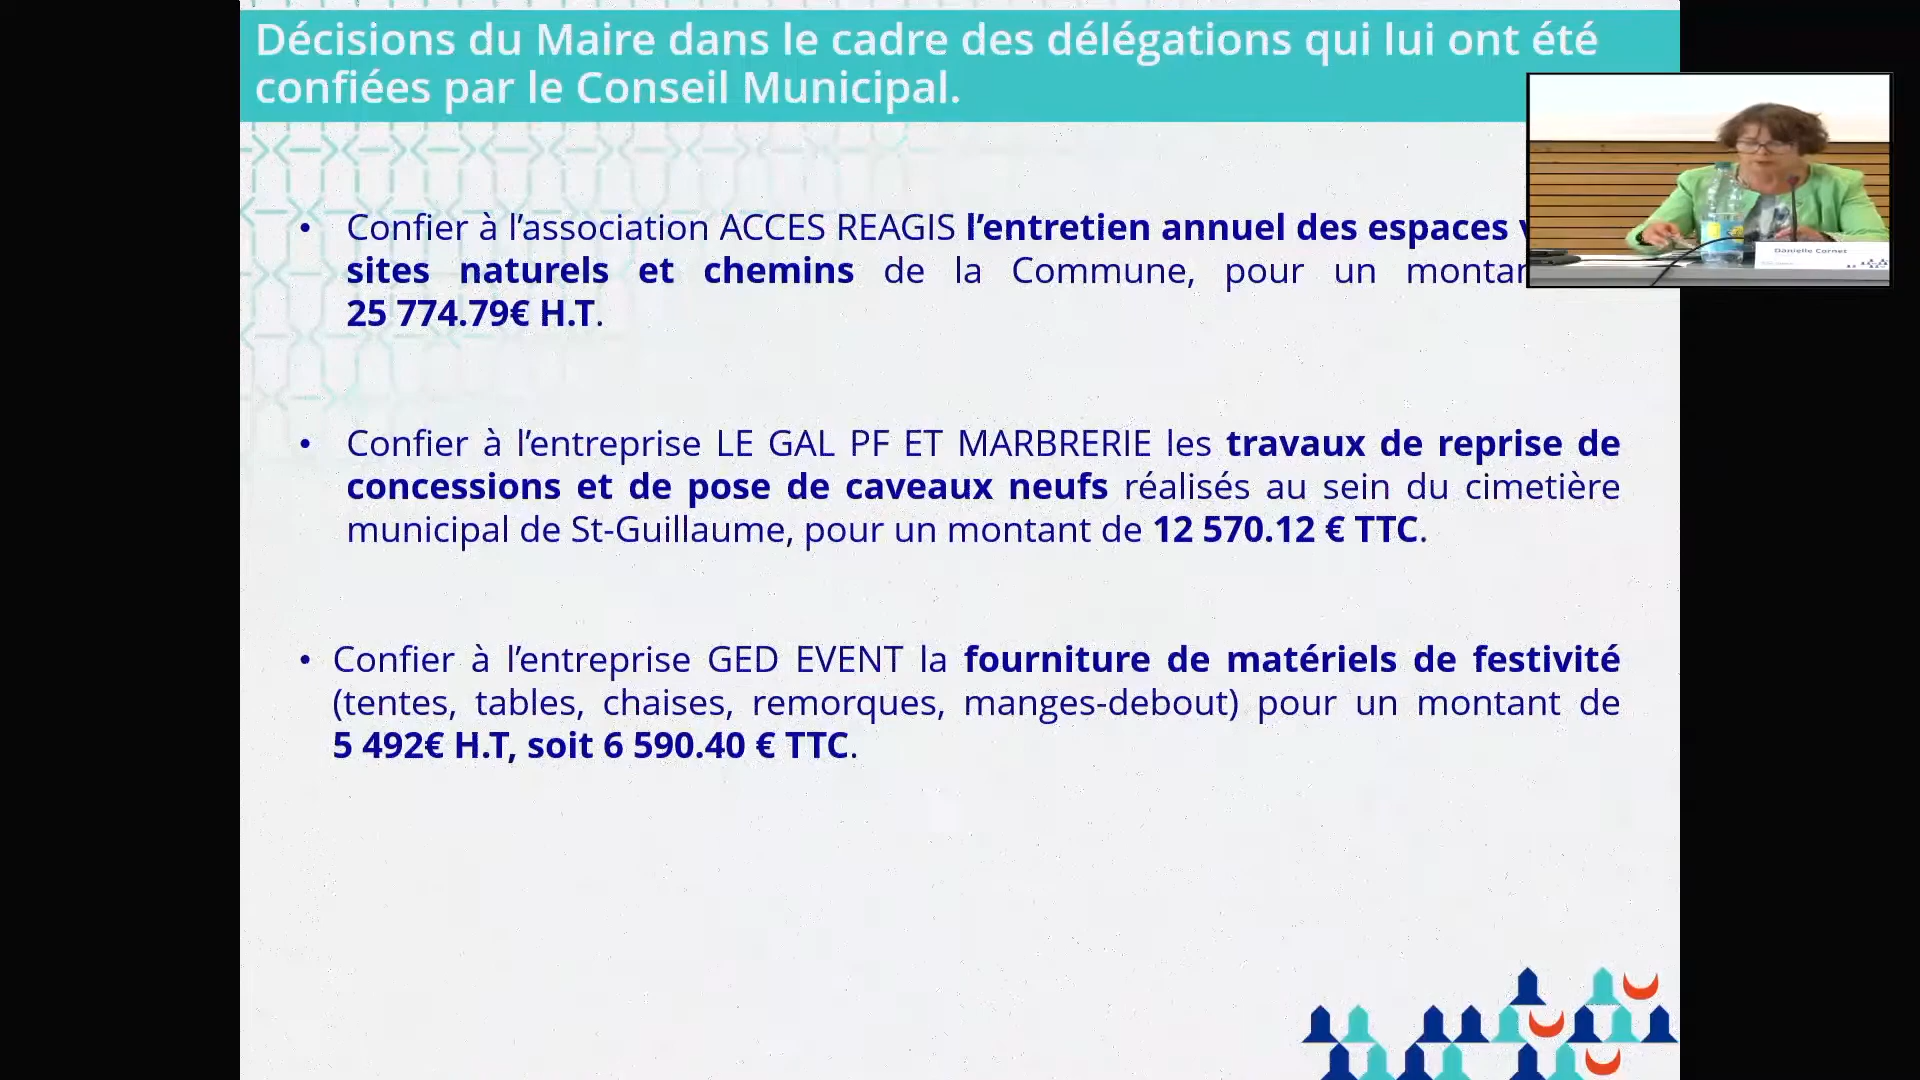 Décisions du Maire dans le cadre des délégations qui lui ont été
confiées par le Conseil Municipal.
• Confier à l’association ACCES REAGIS l’entretien annuel des espaces
sites naturels et chemins de la Commune, pour un
25 774.79€ H.T.
• Confier à l’entreprise LE GAL PF ET MARBRERIE les travaux de reprise de
concessions et de pose de caveaux neufs réalisés au sein du cimetière
municipal de St-Guillaume, pour un montant de 12 570.12 € TTC.
• Confier à l’entreprise GED EVENT la fourniture de matériels de festivité
(tentes, tables, chaises, remorques, manges-debout) pour un montant de
5 492€ H.T, soit 6 590.40 € TTC.
Danielle Cornet